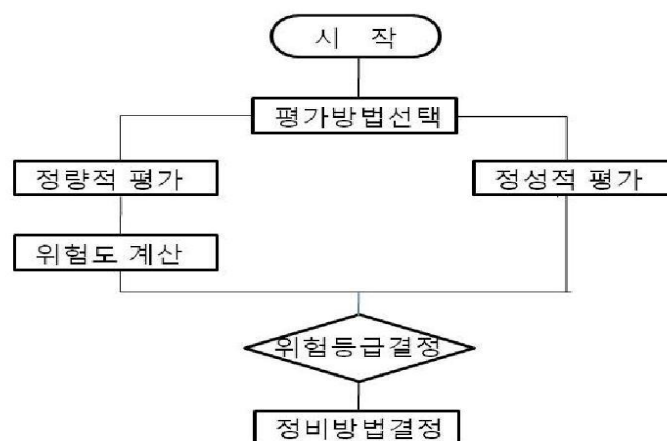 시 작
평가방법선택
정량적 평가
정성적 평가
위험도 계산
위험등급결정
정비방법결정